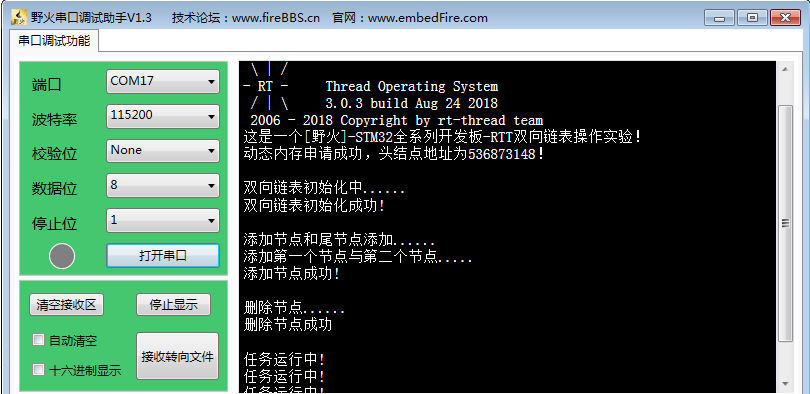 野火串口调试助手V1.3 技术论坛：www.fireBBS.cn 官网：www.embedFire.com
串口调试功能
端口 COM17
波特率 115200
校验位 None
数据位 8
停止位 1
打开串口
清空接收区 停止显示
自动清空
十六进制显示
接收转向文件
\ | /
- RT - Thread Operating System
/ | \ 3.0.3 build Aug 24 2018
2006 - 2018 Copyright by rt-thread team
这是一个[野火]-STM32全系列开发板-RTT双向链表操作实验！
动态内存申请成功，头结点地址为536873148！
双向链表初始化中......
双向链表初始化成功！
添加节点和尾节点添加......
添加第一个节点与第二个节点.....
添加节点成功！
删除节点......
删除节点成功
任务运行中！
任务运行中！
任务运行中！